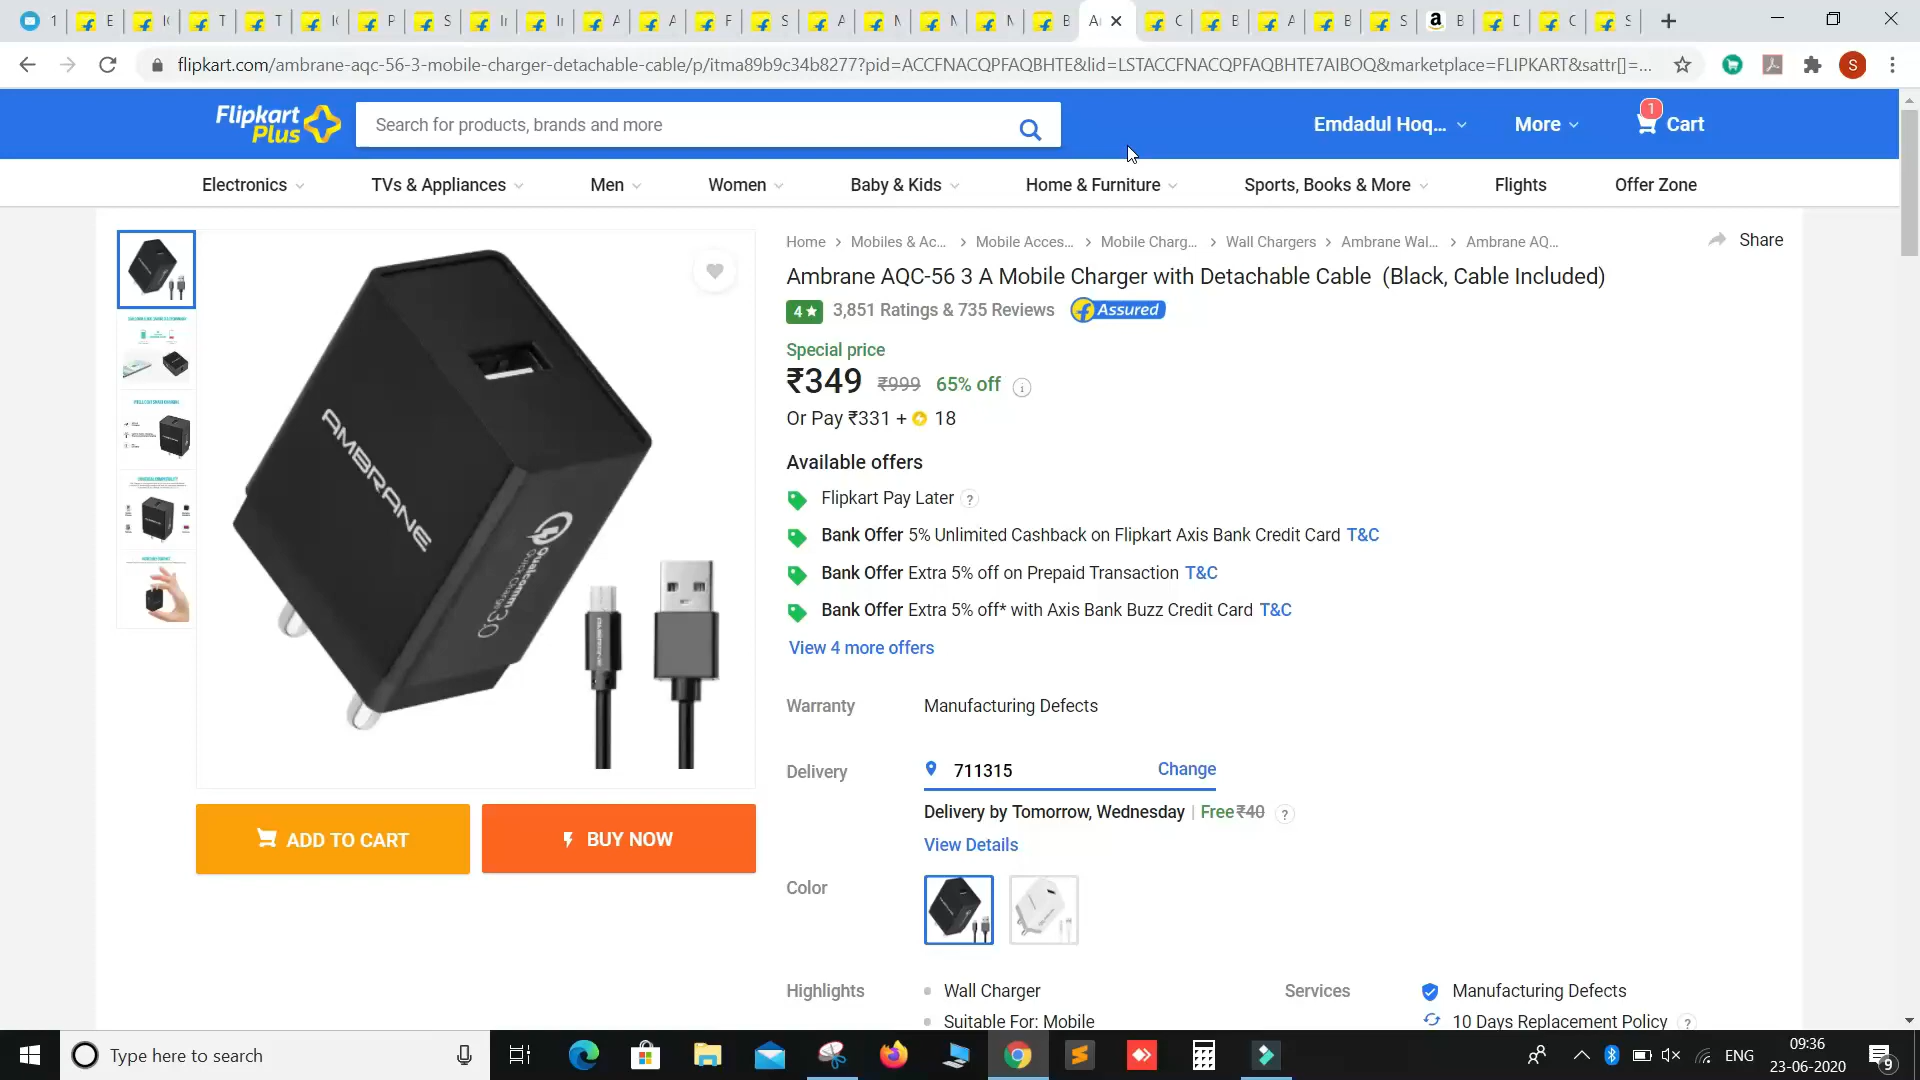 flipkart.com/ambrane-aqc-56-3-mobile-charger-detachable-cable/p/itma89b9c34b8277?pid=ACCFNACQPFAQBHTE&lid=LSTACCFNACQPFAQBHTE7AIBOQ&marketplace=FLIPKART&sattr[]=...
S
Flipkart
Plus
Search for products, brands and more
Emdadul Hoq...
More
1
Cart
Electronics
TVs & Appliances
Men
Women
Baby & Kids
Home & Furniture
Sports, Books & More
Flights
Offer Zone
Home
Mobiles & Ac...
Mobile Acces...
Mobile Charg...
Wall Chargers
Ambrane Wal...
Ambrane AQ...
Share
Ambrane AQC-56 3 A Mobile Charger with Detachable Cable (Black, Cable Included)
4★ 3,851 Ratings & 735 Reviews Assured
Special price
₹349 ₹999 65% off
Or Pay ₹331 + 18
AMBRANE
Qualcomm
Quick Charge 3.0
Available offers
Flipkart Pay Later ?
Bank Offer 5% Unlimited Cashback on Flipkart Axis Bank Credit Card T&C
Bank Offer Extra 5% off on Prepaid Transaction T&C
Bank Offer Extra 5% off* with Axis Bank Buzz Credit Card T&C
View 4 more offers
Warranty
Manufacturing Defects
Delivery
711315
Change
Delivery by Tomorrow, Wednesday | Free ₹40 ?
View Details
ADD TO CART
BUY NOW
Color
Highlights
Wall Charger
Suitable For: Mobile
Services
Manufacturing Defects
10 Days Replacement Policy ?
Type here to search
ENG
09:36
23-06-2020
9